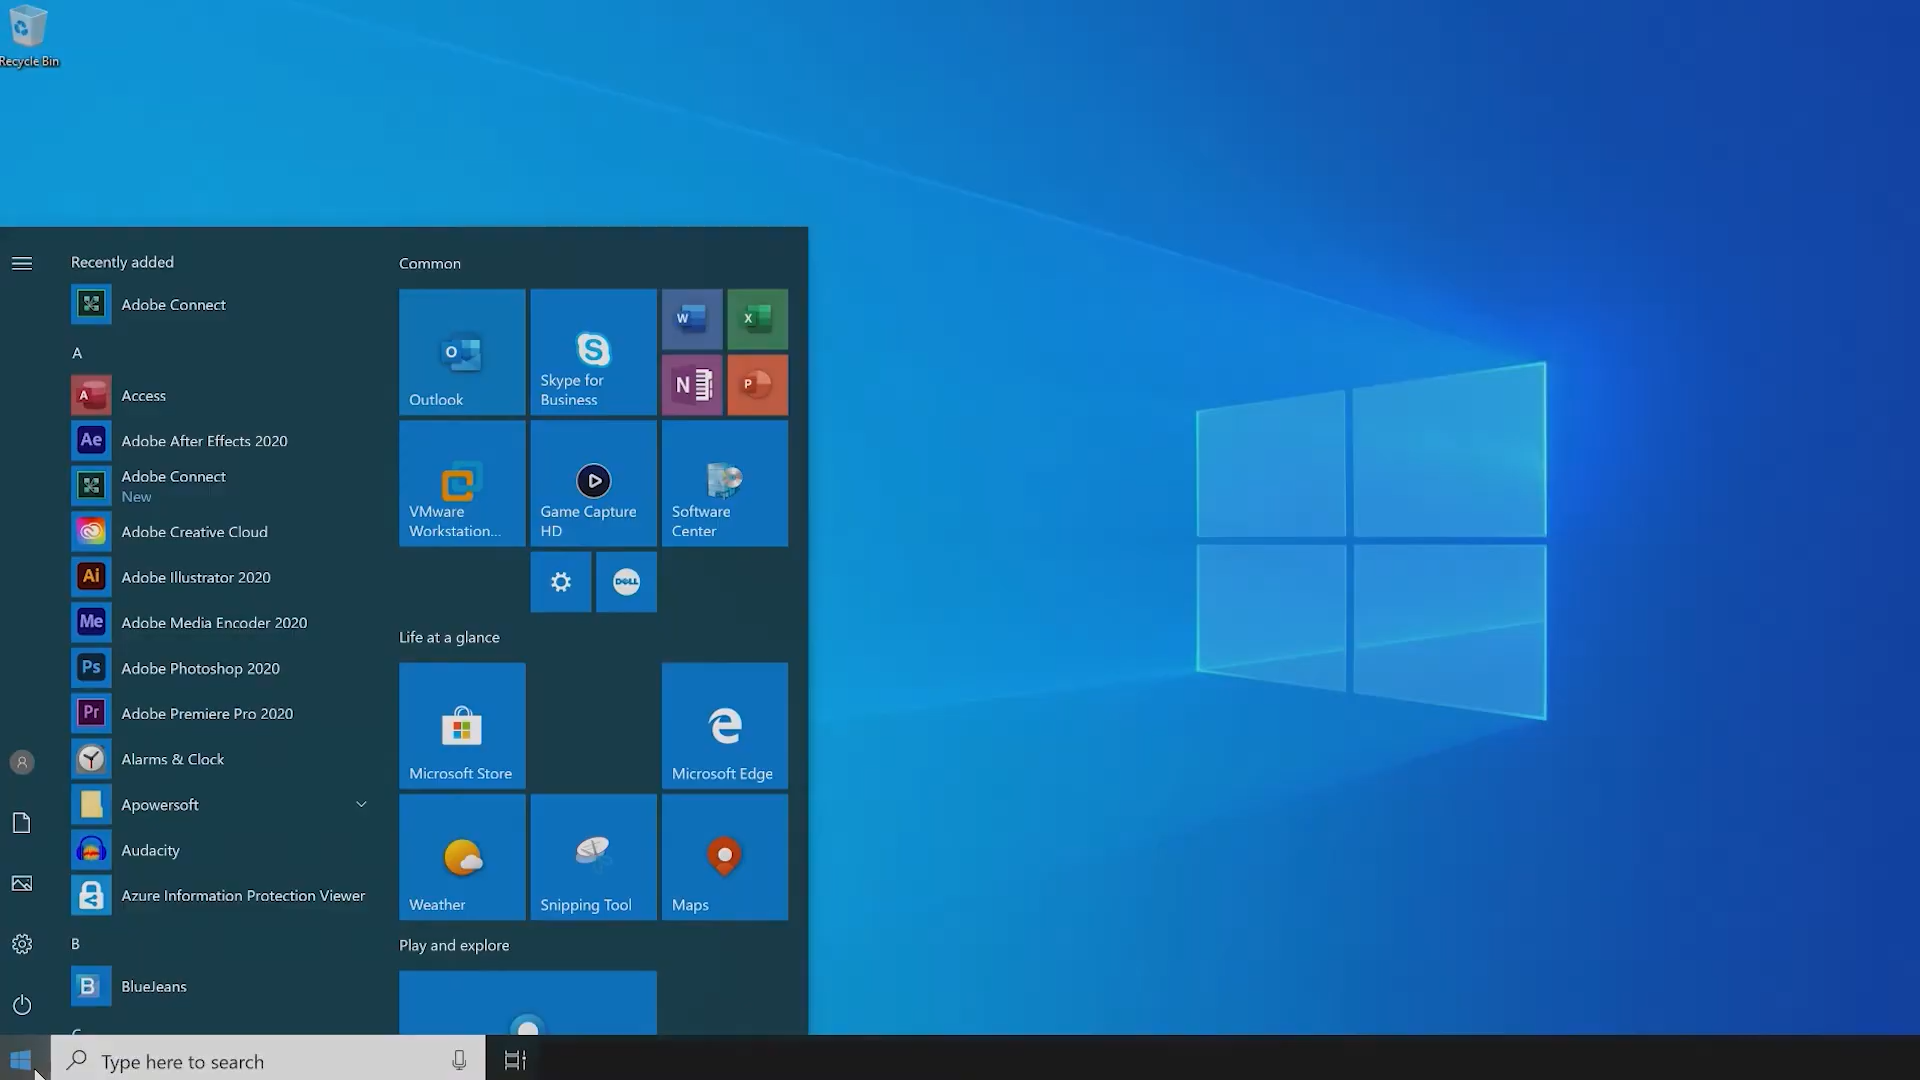 Recycle Bin
Recently added
Adobe Connect
A
Access
Adobe After Effects 2020
Adobe Connect
New
Adobe Creative Cloud
Adobe Illustrator 2020
Adobe Media Encoder 2020
Adobe Photoshop 2020
Adobe Premiere Pro 2020
Alarms & Clock
Apowersoft
Audacity
Azure Information Protection Viewer
B
BlueJeans
Common
Outlook
Skype for
Business
VMware
Workstation...
Game Capture
HD
Software
Center
DELL
Life at a glance
Microsoft Store
Microsoft Edge
Weather
Snipping Tool
Maps
Play and explore
Type here to search